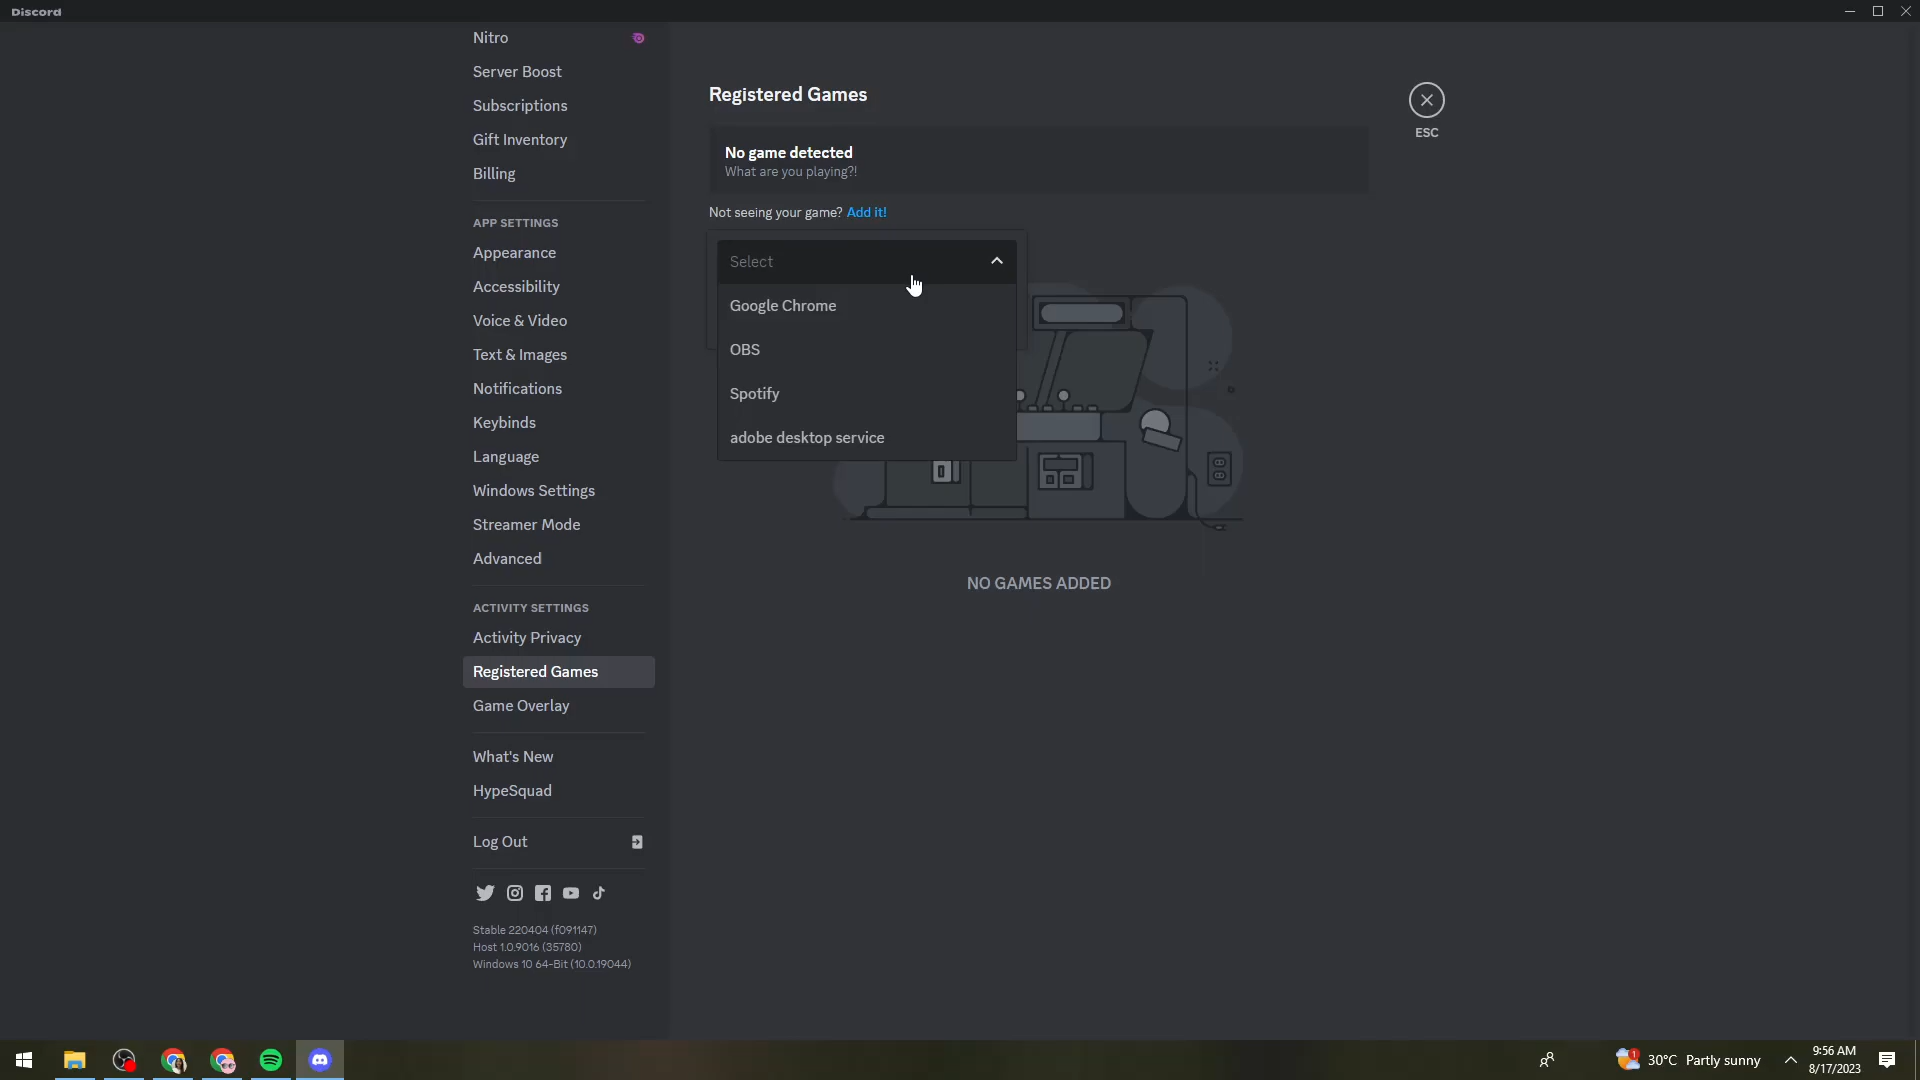 Discord
Nitro
Server Boost
Subscriptions
Gift Inventory
Billing
APP SETTINGS
Appearance
Accessibility
Voice & Video
Text & Images
Notifications
Keybinds
Language
Windows Settings
Streamer Mode
Advanced
ACTIVITY SETTINGS
Activity Privacy
Registered Games
Game Overlay
What's New
HypeSquad
Log Out
Stable 220404 (f091147)
Host 1.0.9016 (35780)
Windows 10 64-Bit (10.0.19044)
Registered Games
No game detected
What are you playing?!
Not seeing your game? Add it!
Select
Google Chrome
OBS
Spotify
adobe desktop service
NO GAMES ADDED
ESC
1
30°C Partly sunny
9:56 AM
8/17/2023